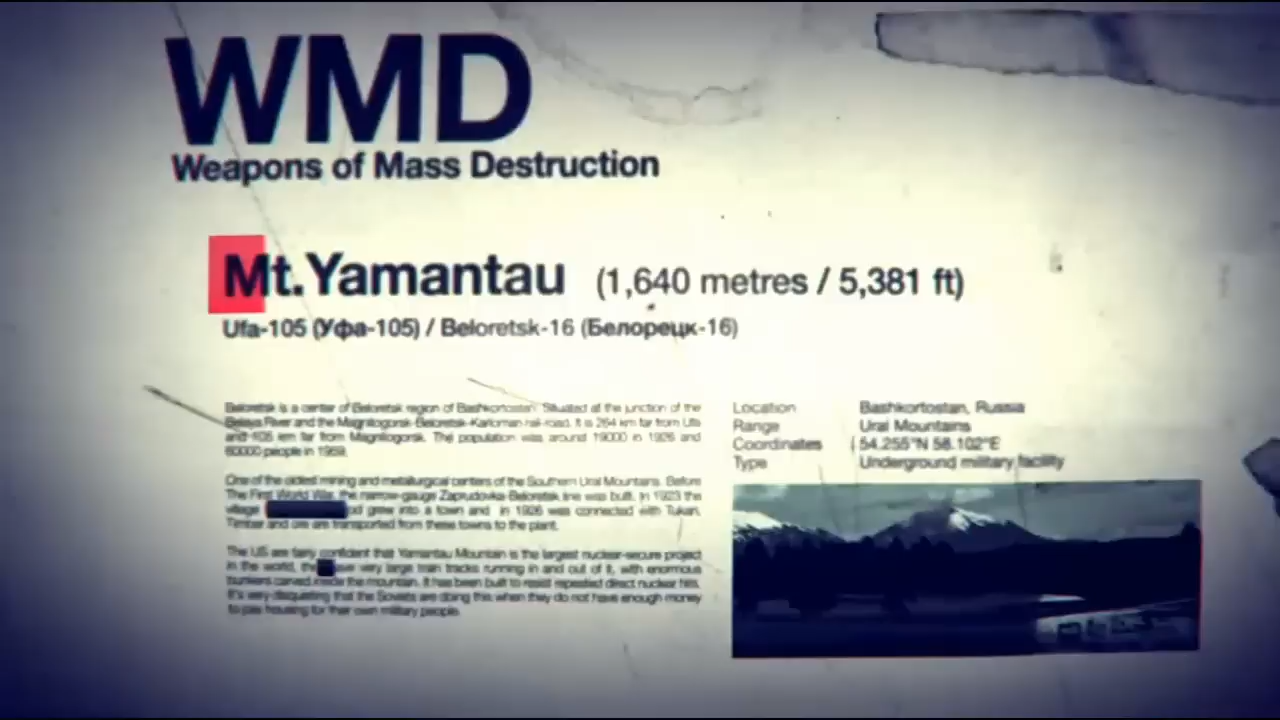 WMD
Weapons of Mass Destruction
Mt.Yamantau (1,640 metres / 5,381 ft)
Ufa-105 (Уфа-105) / Beloretsk-16 (Белорецк-16)
Beloretsk is a center of Beloretsk region of Bashkortostan. Situated at the junction of the
Belaya River and the Magnitogorsk-Beloretsk-Karlaman rail-road. It is 264 km far from Ufa
and 105 km far from Magnitogorsk. The population was around 19000 in 1926 and
60000 people in 1969.
One of the oldest mining and metallurgical centers of the Southern Ural Mountains. Before
The First World War, the narrow-gauge Zaprudovka-Beloretsk line was built. In 1923 the
village grew into a town and in 1926 was connected with Tukan.
Timber and ore are transported from these towns to the plant.
The US are fairly confident that Yamantau Mountain is the largest nuclear-secure project
in the world, very large train tracks running in and out of it, with enormous
bunkers carved inside the mountain. It has been built to resist repeated direct nuclear hits.
It's very disquieting that the Soviets are doing this when they do not have enough money
to pay housing for their own military people.
Location Bashkortostan, Russia
Range Ural Mountains
Coordinates 54.255°N 58.102°E
Type Underground military facility